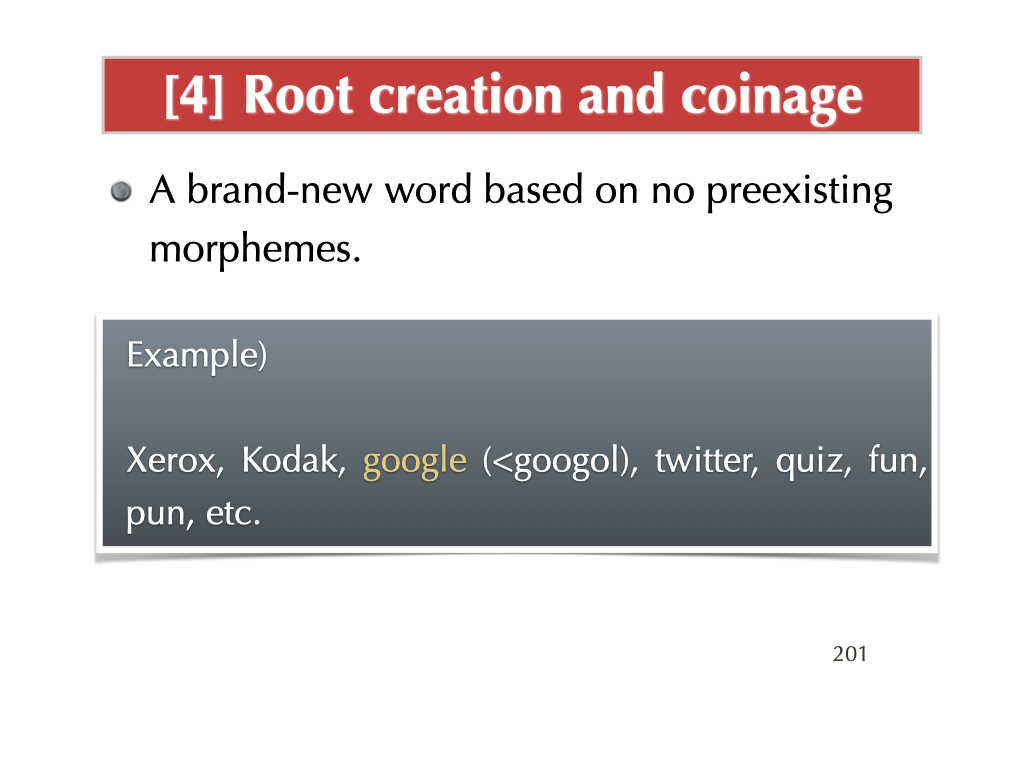 [4] Root creation and coinage
A brand-new word based on no preexisting
morphemes.
Example)
Xerox, Kodak, google (<googol), twitter, quiz, fun,
pun, etc.
201